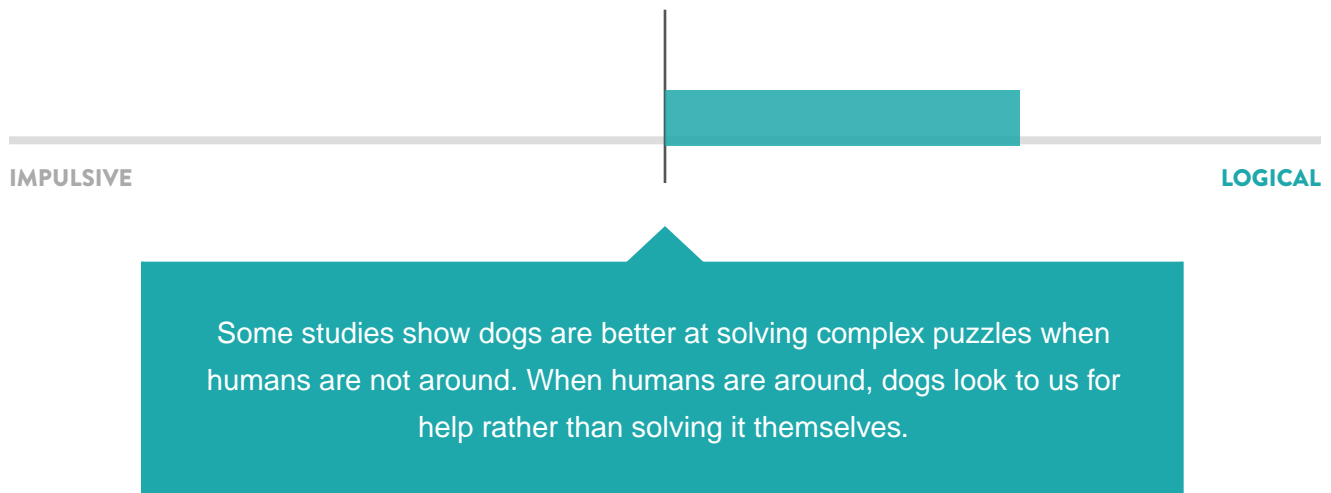 IMPULSIVE
LOGICAL
Some studies show dogs are better at solving complex puzzles when
humans are not around. When humans are around, dogs look to us for
help rather than solving it themselves.